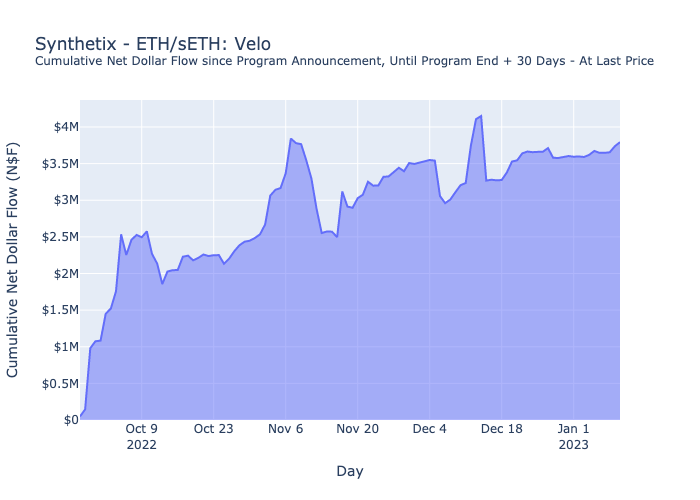 Synthetix - ETH/sETH: Velo
Cumulative Net Dollar Flow since Program Announcement, Until Program End + 30 Days - At Last Price
Cumulative Net Dollar Flow (N$F)
$4M
$3.5M
$3M
$2.5M
$2M
$1.5M
$1M
$0.5M
$0
Oct 9 Oct 23 Nov 6 Nov 20 Dec 4 Dec 18 Jan 1
2022 2023
Day